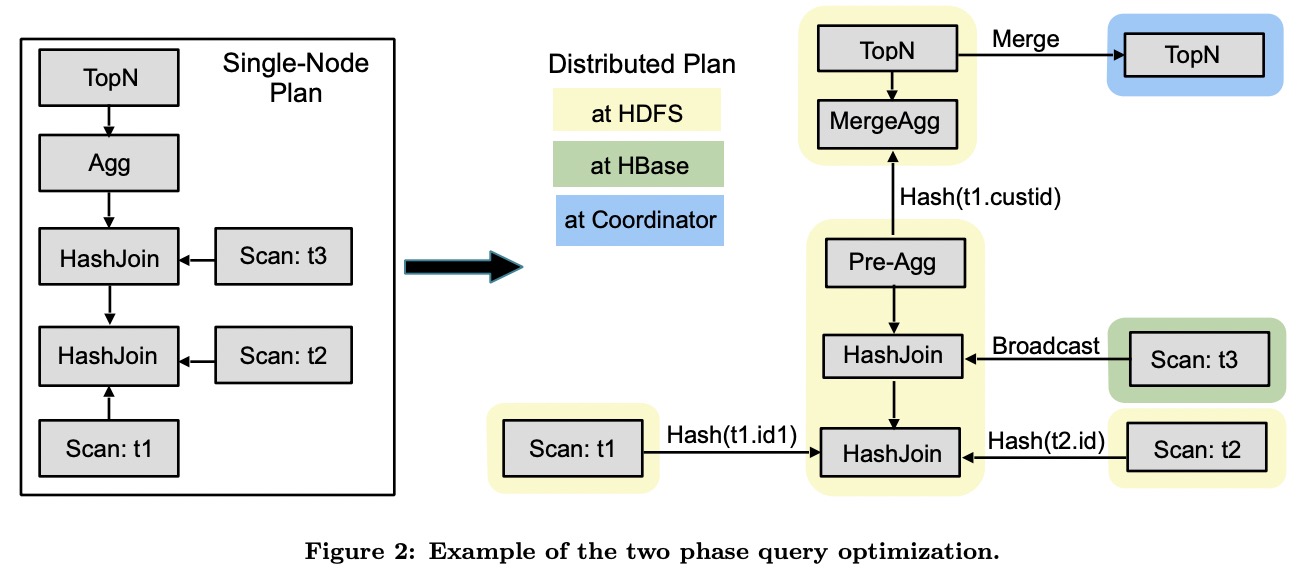 Single-Node
Plan
TopN
Agg
HashJoin
Scan: t3
HashJoin
Scan: t2
Scan: t1
Distributed Plan
at HDFS
at HBase
at Coordinator
TopN
Merge
TopN
MergeAgg
Hash(t1.custid)
Pre-Agg
HashJoin
Broadcast
Scan: t3
Scan: t1
Hash(t1.id1)
HashJoin
Hash(t2.id)
Scan: t2
Figure 2: Example of the two phase query optimization.